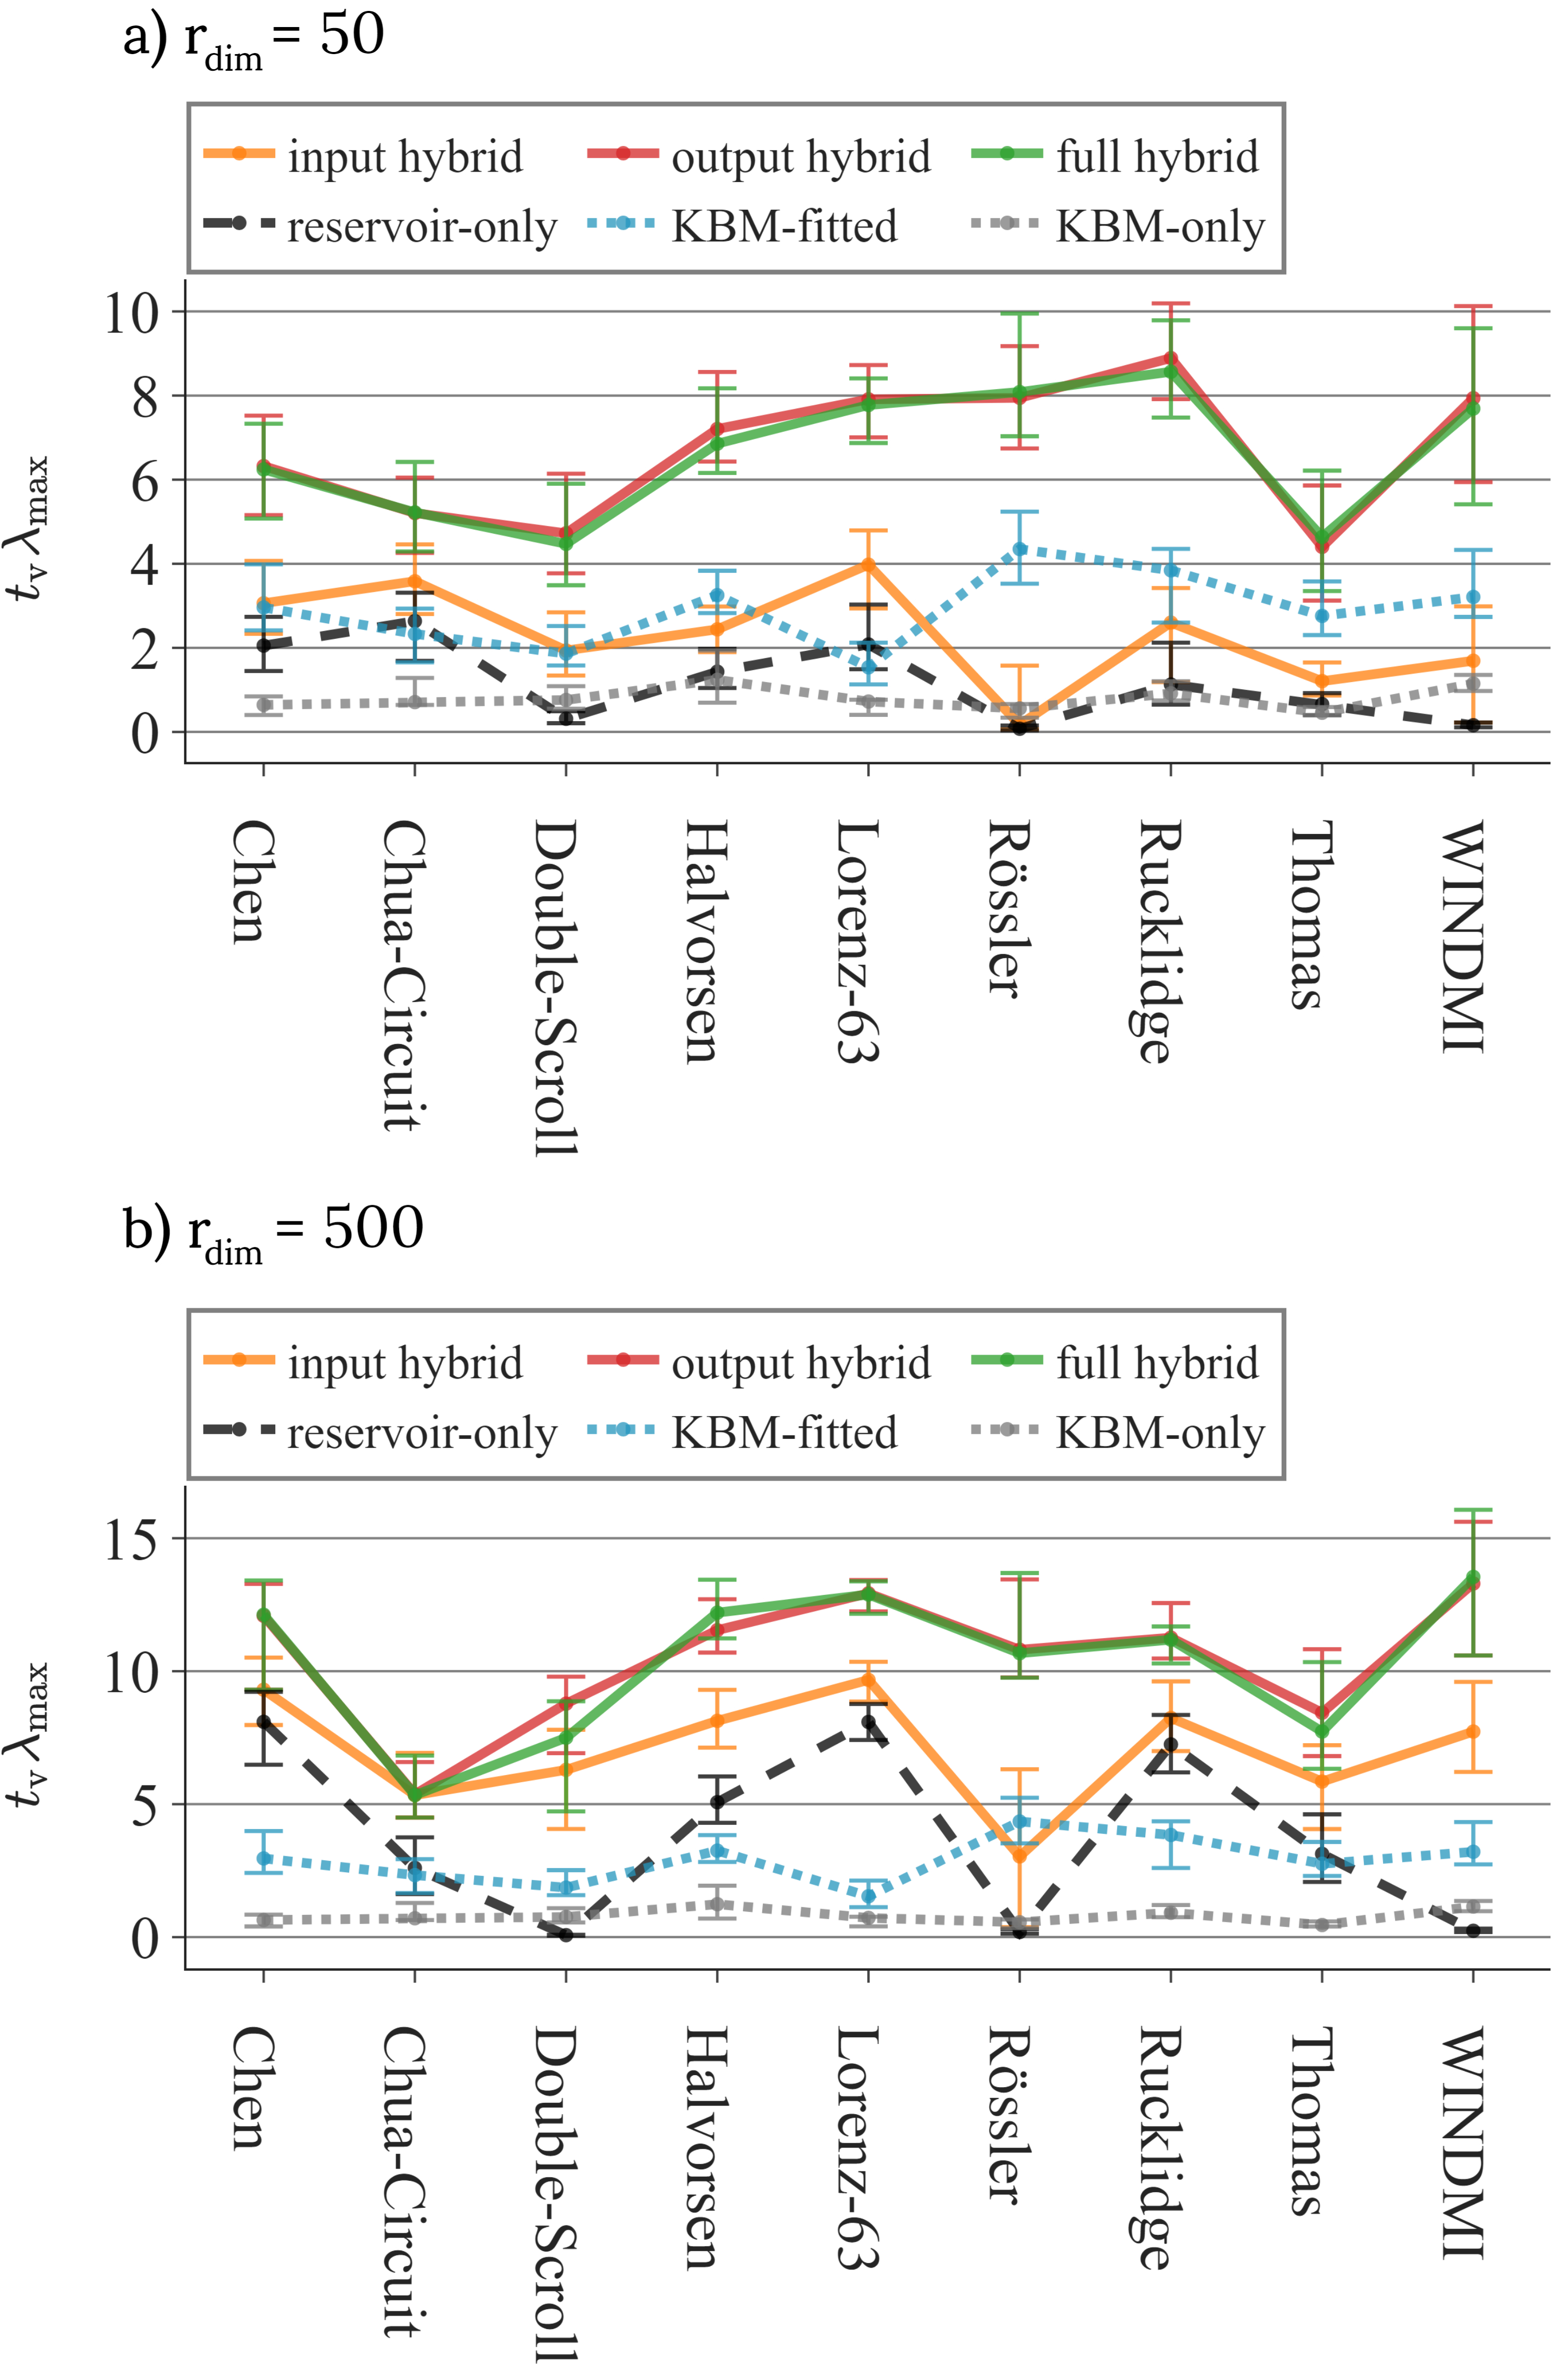 a) r_dim = 50
input hybrid output hybrid full hybrid
reservoir-only KBM-fitted KBM-only
10
8
6
4
2
0
t_v λ_max
Chen Chua-Circuit Double-Scroll Halvorsen Lorenz-63 Rössler Rucklidge Thomas WINDMI
b) r_dim = 500
input hybrid output hybrid full hybrid
reservoir-only KBM-fitted KBM-only
15
10
5
0
t_v λ_max
Chen Chua-Circuit Double-Scroll Halvorsen Lorenz-63 Rössler Rucklidge Thomas WINDMI